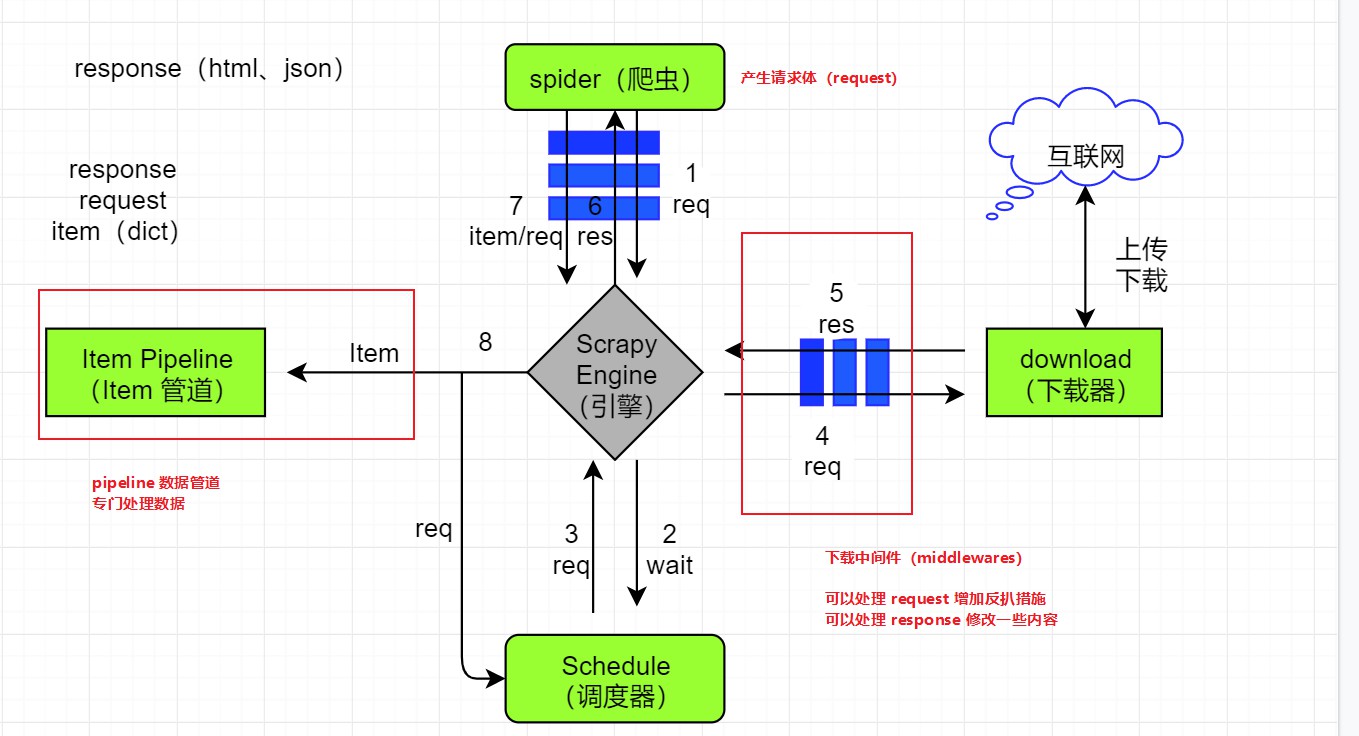 response（html、json）
spider（爬虫）
产生请求体（request）
互联网
response
request
item（dict）
1
req
7
item/req
6
res
上传
下载
5
res
Item Pipeline
（Item 管道）
Item
8
Scrapy
Engine
（引擎）
download
（下载器）
4
req
pipeline 数据管道
专门处理数据
req
3
req
2
wait
下载中间件（middlewares）
可以处理 request 增加反扒措施
可以处理 response 修改一些内容
Schedule
（调度器）